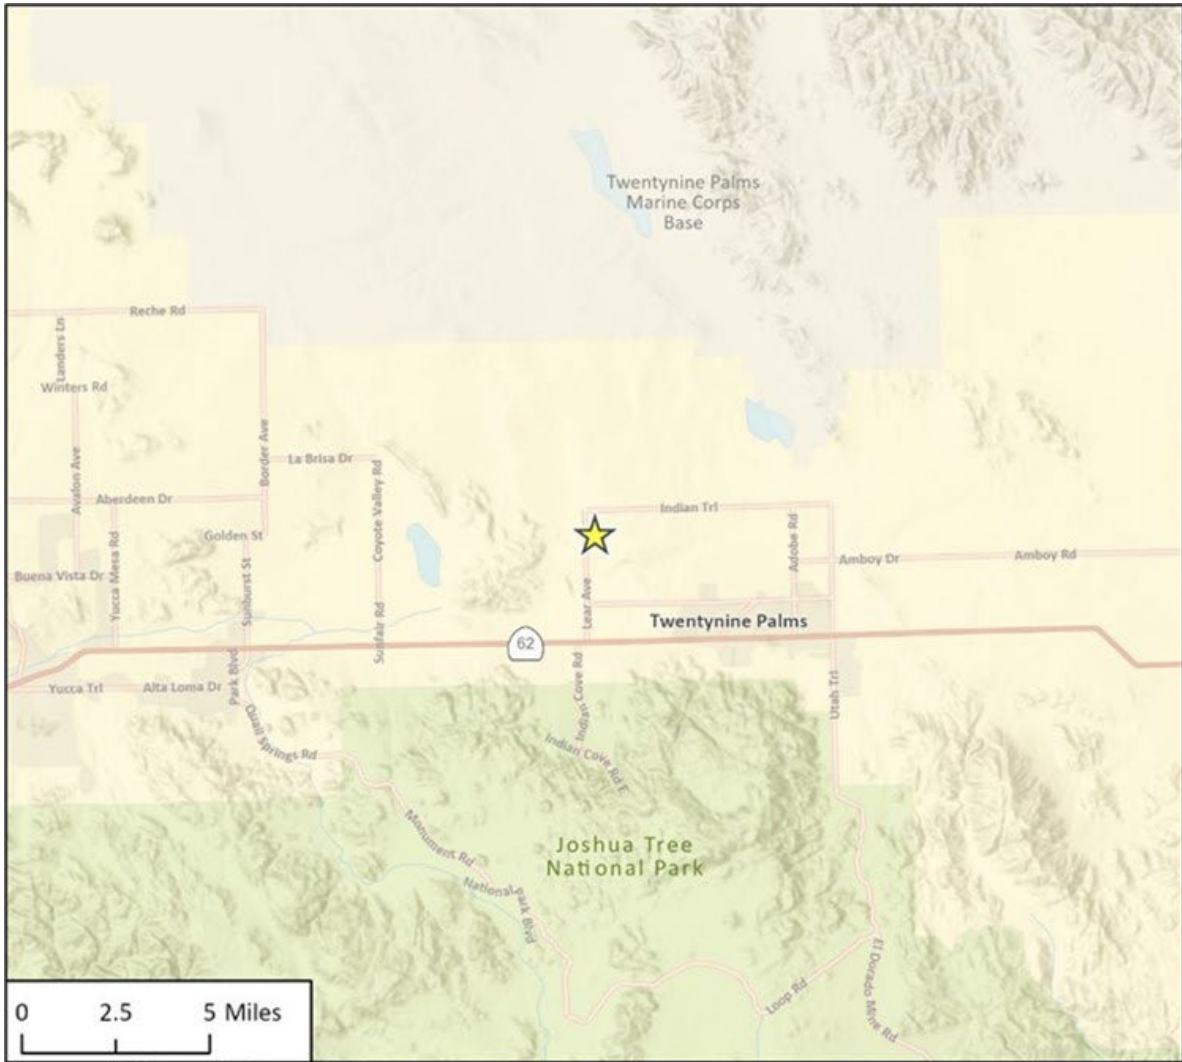 Twentynine Palms
Marine Corps
Base
Reche Rd
Landers Ln
Winters Rd
Avalon Ave
Border Ave
La Brisa Dr
Coyote Valley Rd
Aberdeen Dr
Indian Trl
Golden St
Yucca Mesa Rd
Adobe Rd
Amboy Dr
Amboy Rd
Buena Vista Dr
Sunburst St
Lear Ave
Sunfair Rd
Twentynine Palms
62
Park Blvd
Yucca Trl
Alta Loma Dr
Indian Cove Rd
Utah Trl
Quail Springs Rd
Indian Cove Rd E
Monument Rd
Joshua Tree
National Park
National Park Blvd
Loop Rd
El Dorado Mine Rd
0 2.5 5 Miles